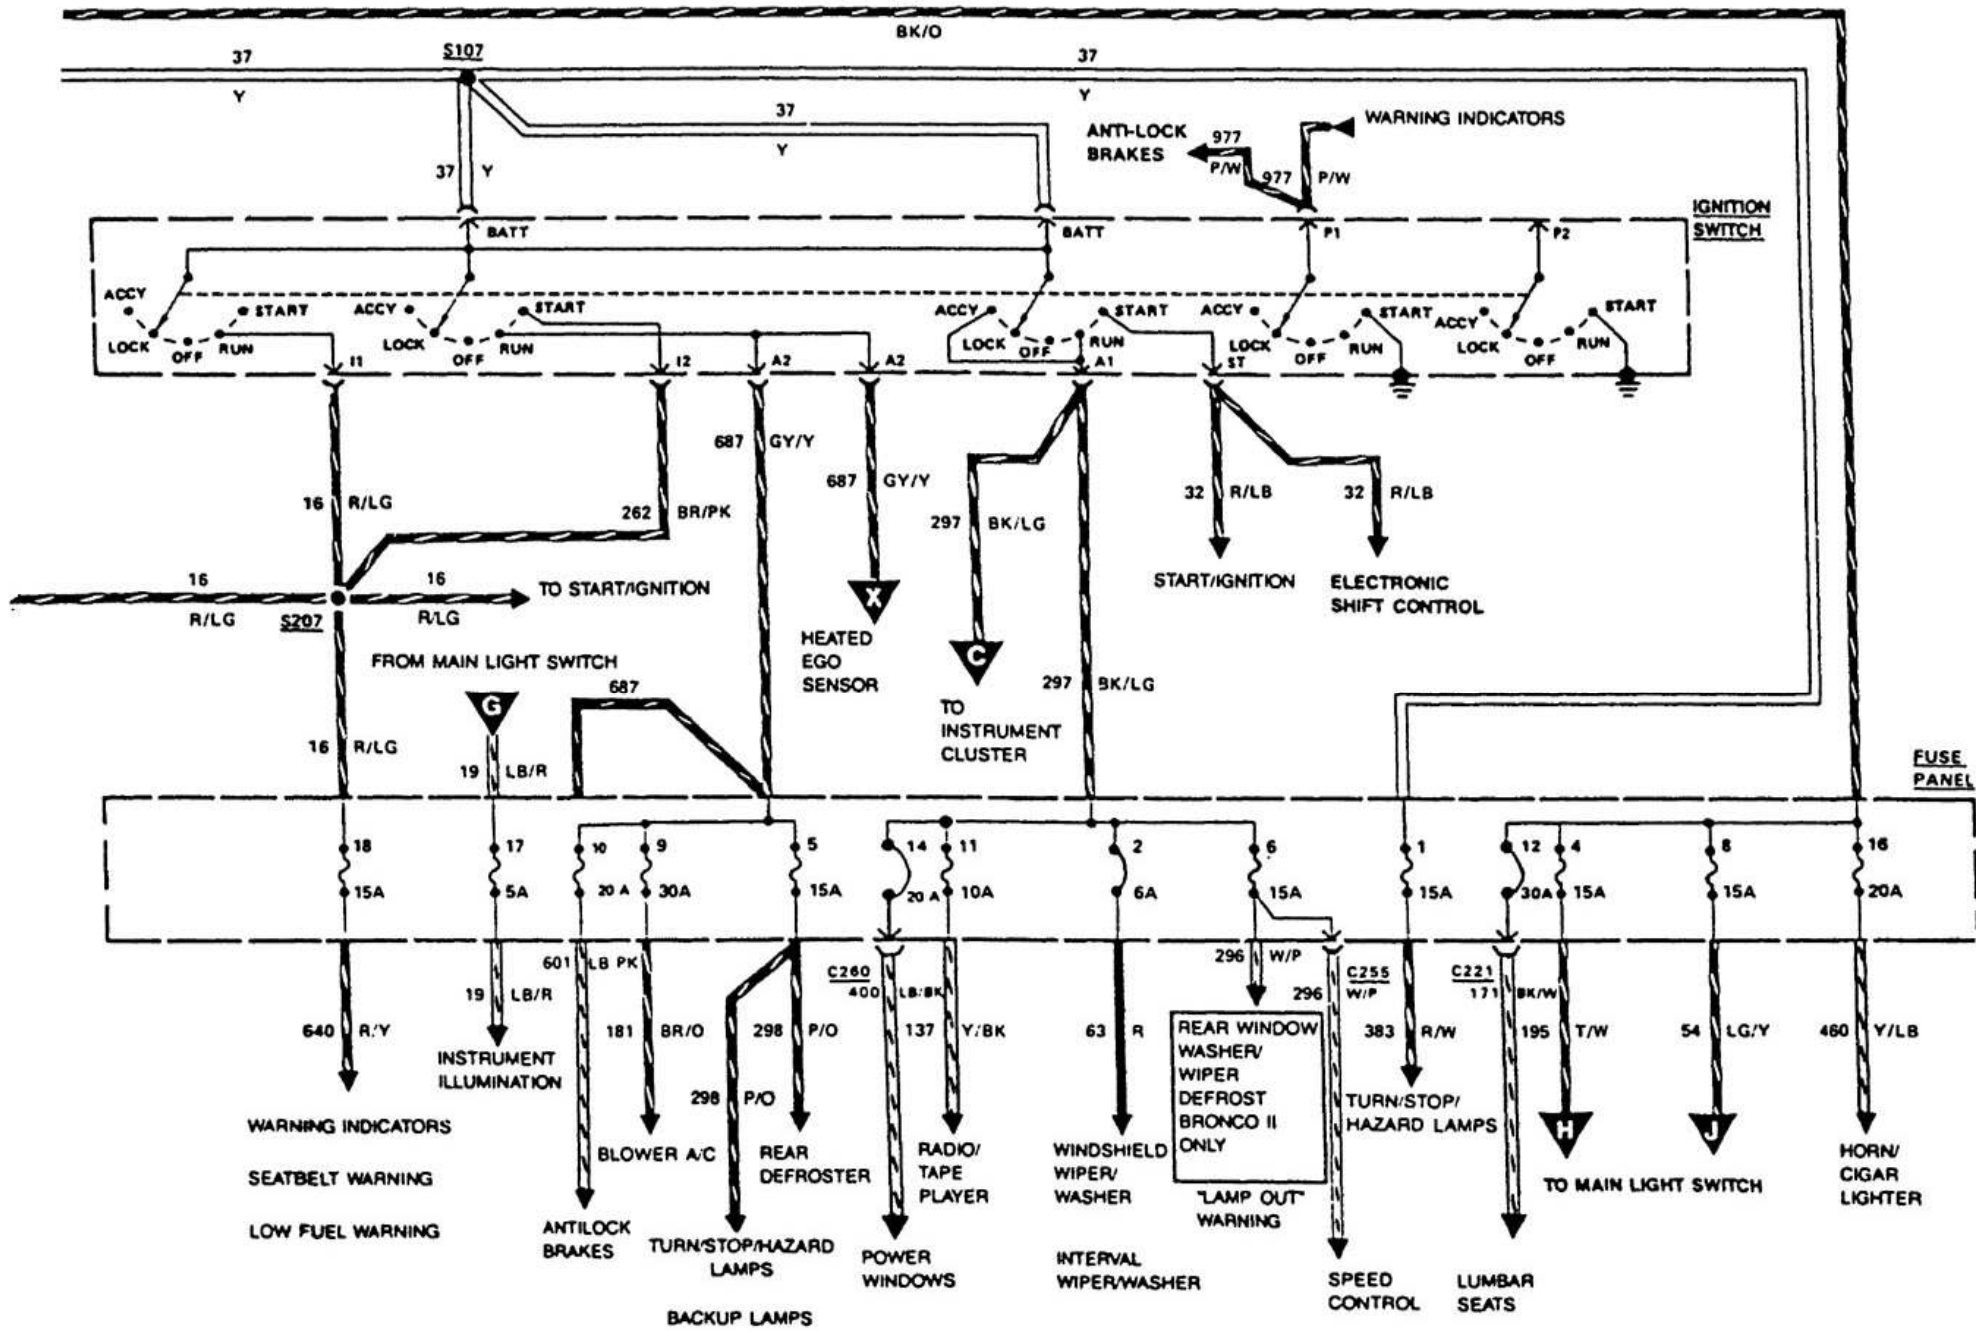 BK/O
37
S107
37
Y
Y
37
Y
37
Y
ANTI-LOCK
BRAKES
977
P/W
977
P/W
WARNING INDICATORS
IGNITION
SWITCH
BATT
BATT
P1
P2
ACCY
LOCK
OFF
RUN
START
ACCY
LOCK
OFF
RUN
START
ACCY
LOCK
OFF
RUN
START
ACCY
LOCK
OFF
RUN
START
ACCY
LOCK
OFF
RUN
START
I1
I2
A2
A2
A1
ST
687 GY/Y
687 GY/Y
16 R/LG
262 BR/PK
297 BK/LG
32 R/LB
32 R/LB
16
R/LG
S207
16
R/LG
TO START/IGNITION
START/IGNITION
ELECTRONIC
SHIFT CONTROL
X
HEATED
EGO
SENSOR
C
TO
INSTRUMENT
CLUSTER
297 BK/LG
FROM MAIN LIGHT SWITCH
G
687
16 R/LG
19 LB/R
FUSE
PANEL
18
15A
17
5A
10
20 A
9
30A
5
15A
14
20 A
11
10A
2
6A
6
15A
1
15A
12
30A
4
15A
8
15A
16
20A
640 R/Y
19 LB/R
601 LB PK
181 BR/O
298 P/O
298 P/O
C260
400 LB/BK
137 Y/BK
63 R
296 W/P
C255
296 W/P
383 R/W
C221
171 BK/W
195 T/W
54 LG/Y
460 Y/LB
WARNING INDICATORS
SEATBELT WARNING
LOW FUEL WARNING
INSTRUMENT
ILLUMINATION
ANTILOCK
BRAKES
BLOWER A/C
TURN/STOP/HAZARD
LAMPS
BACKUP LAMPS
REAR
DEFROSTER
POWER
WINDOWS
RADIO/
TAPE
PLAYER
WINDSHIELD
WIPER/
WASHER
INTERVAL
WIPER/WASHER
REAR WINDOW
WASHER/
WIPER
DEFROST
BRONCO II
ONLY
"LAMP OUT"
WARNING
SPEED
CONTROL
TURN/STOP/
HAZARD LAMPS
LUMBAR
SEATS
H
J
TO MAIN LIGHT SWITCH
HORN/
CIGAR
LIGHTER